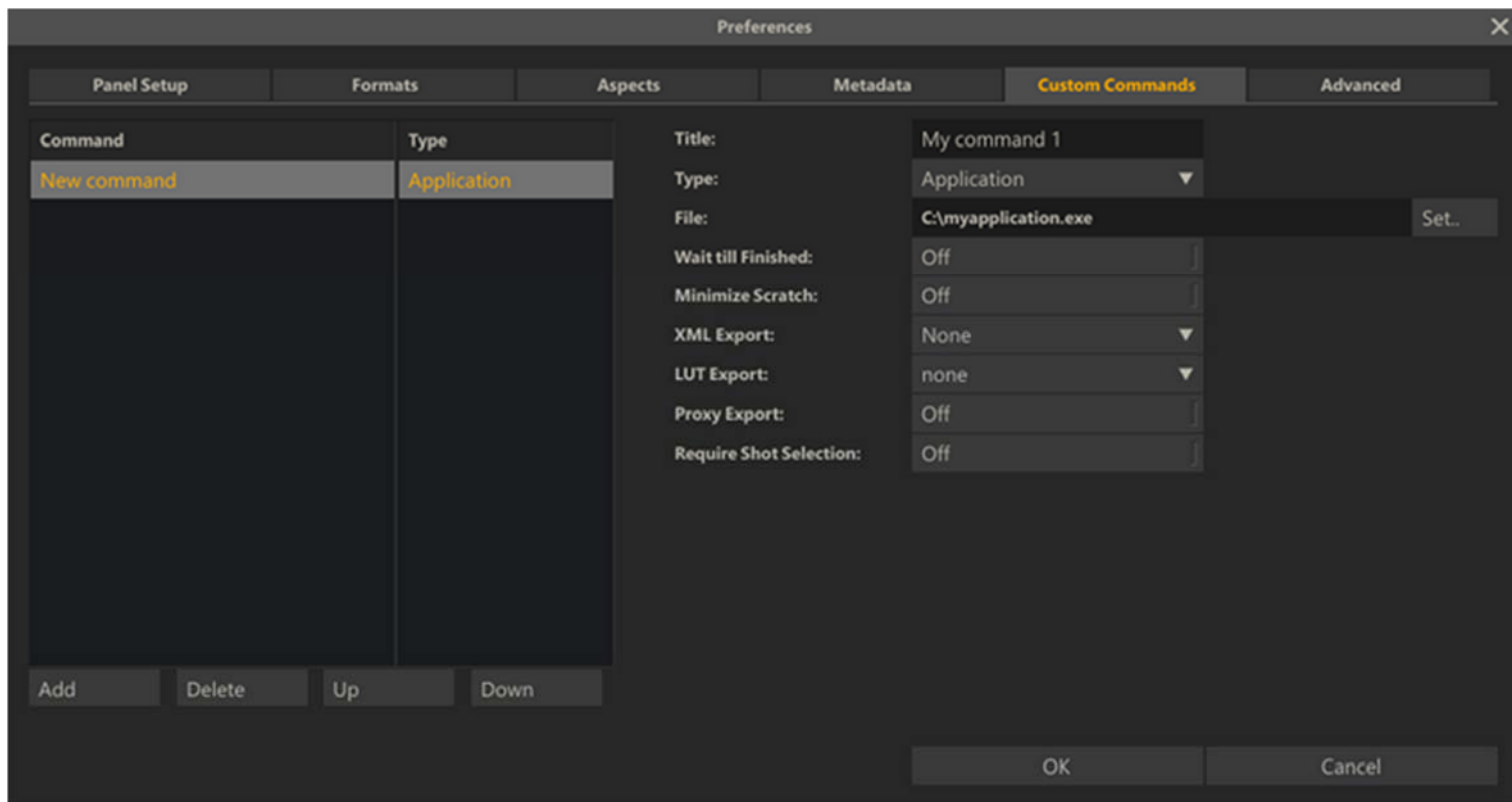 Preferences
Panel Setup Formats Aspects Metadata Custom Commands Advanced
Command Type
New command Application
Add Delete Up Down
Title: My command 1
Type: Application
File: C:\myapplication.exe Set..
Wait till Finished: Off
Minimize Scratch: Off
XML Export: None
LUT Export: none
Proxy Export: Off
Require Shot Selection: Off
OK Cancel